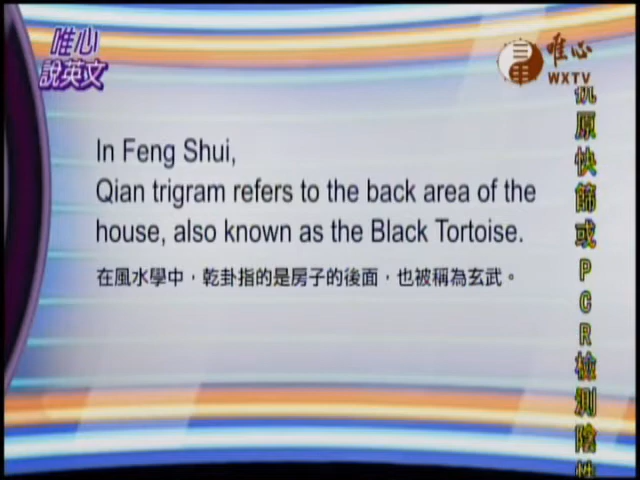 唯心
說英文
唯心
WXTV
In Feng Shui,
Qian trigram refers to the back area of the
house, also known as the Black Tortoise.
在風水學中，乾卦指的是房子的後面，也被稱為玄武。
原快篩或PCR檢測陰性